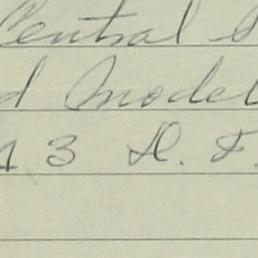 Central
d model
13 D. F.